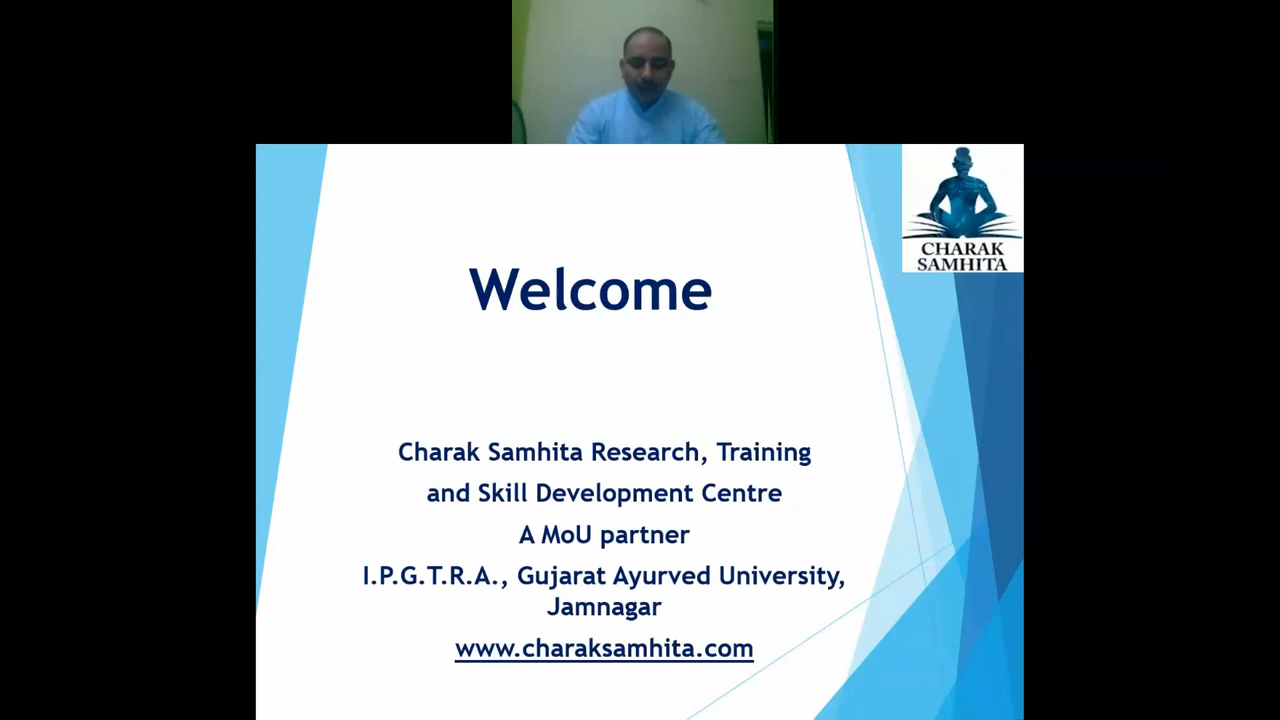 CHARAK
SAMHITA
Welcome
Charak Samhita Research, Training
and Skill Development Centre
A MoU partner
I.P.G.T.R.A., Gujarat Ayurved University,
Jamnagar
www.charaksamhita.com